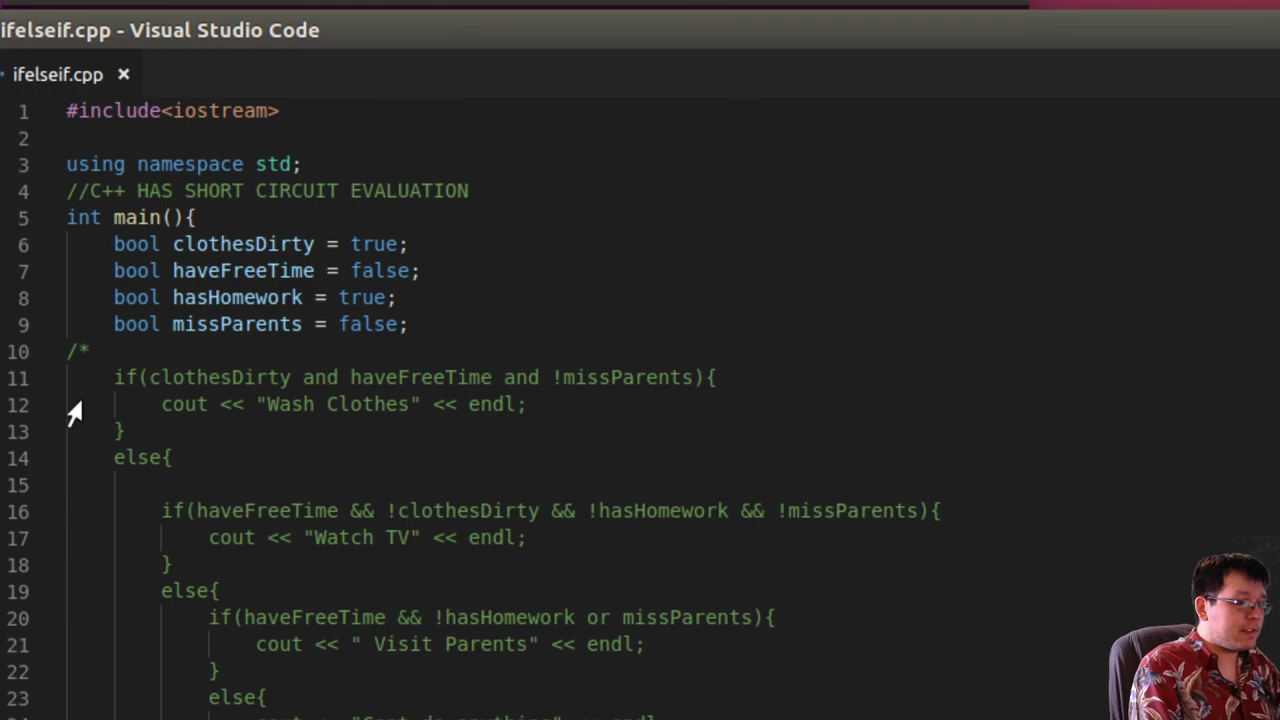 ifelseif.cpp - Visual Studio Code
ifelseif.cpp ×
1 #include<iostream>
2
3 using namespace std;
4 //C++ HAS SHORT CIRCUIT EVALUATION
5 int main(){
6 bool clothesDirty = true;
7 bool haveFreeTime = false;
8 bool hasHomework = true;
9 bool missParents = false;
10 /*
11 if(clothesDirty and haveFreeTime and !missParents){
12 cout << "Wash Clothes" << endl;
13 }
14 else{
15
16 if(haveFreeTime && !clothesDirty && !hasHomework && !missParents){
17 cout << "Watch TV" << endl;
18 }
19 else{
20 if(haveFreeTime && !hasHomework or missParents){
21 cout << " Visit Parents" << endl;
22 }
23 else{